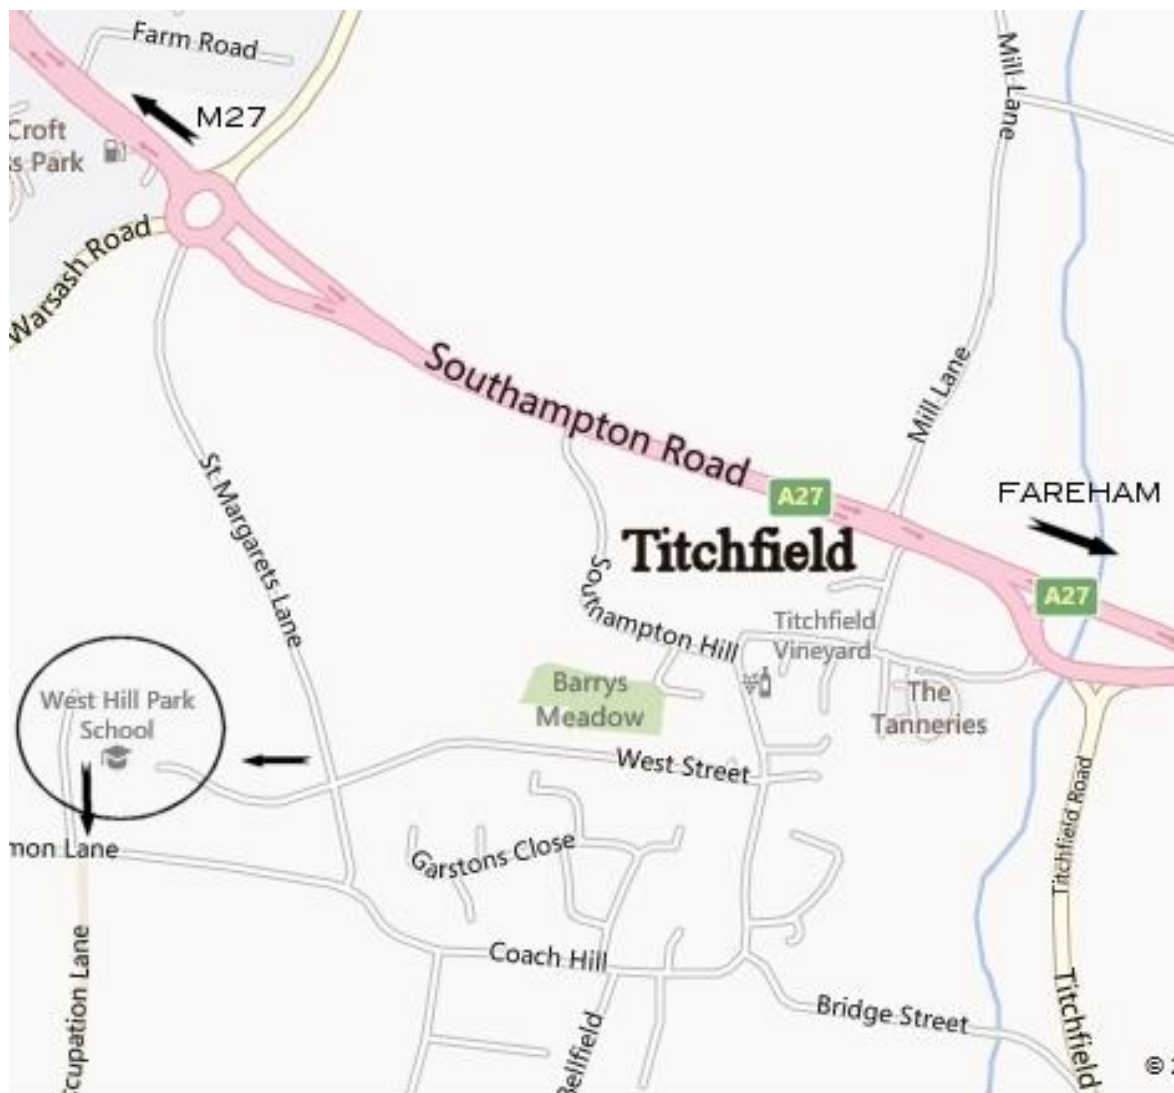 Farm Road
M27
Croft
s Park
Warsash Road
Mill Lane
Southampton Road
Mill Lane
A27
FAREHAM
St Margarets Lane
Titchfield
Southampton Hill
A27
Titchfield
Vineyard
West Hill Park
School
Barrys
Meadow
The
Tanneries
West Street
Titchfield Road
mon Lane
Garstons Close
Coach Hill
cupation Lane
Bellfield
Bridge Street
Titchfield
©